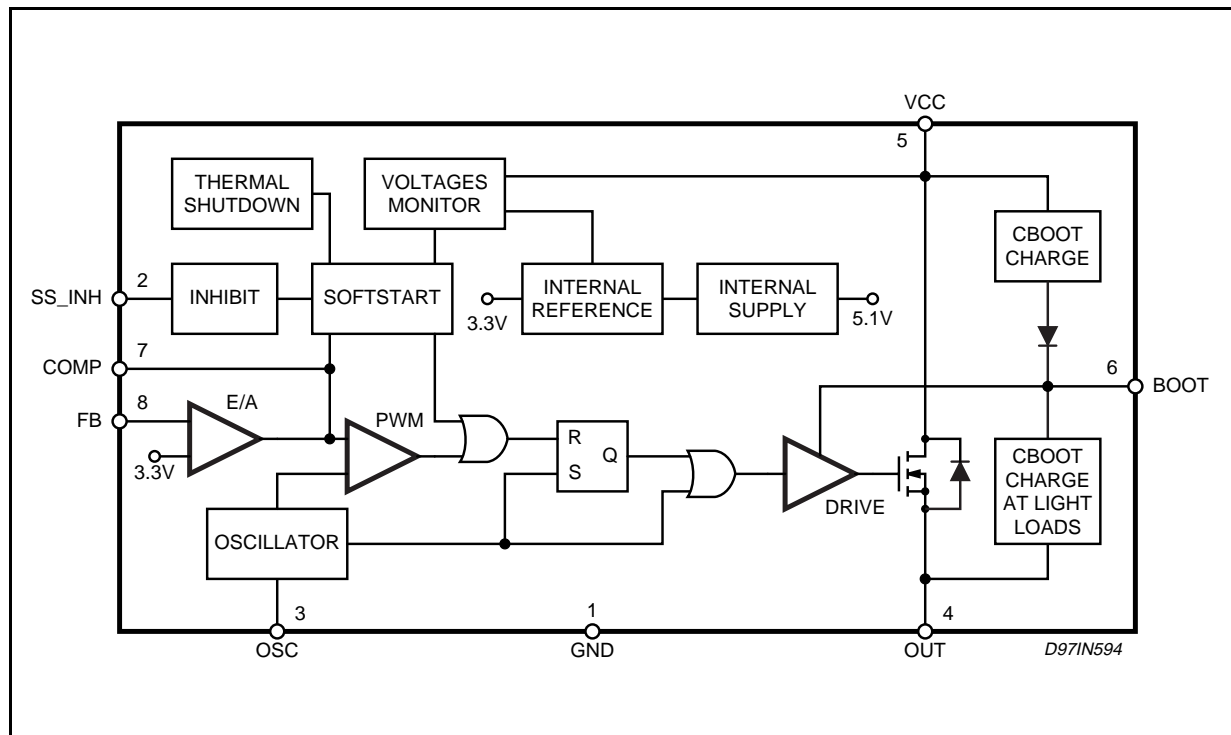 VCC
5
THERMAL
SHUTDOWN
VOLTAGES
MONITOR
CBOOT
CHARGE
2
SS_INH
INHIBIT
SOFTSTART
3.3V
INTERNAL
REFERENCE
INTERNAL
SUPPLY
5.1V
7
COMP
6
BOOT
8
FB
E/A
3.3V
PWM
R
S
Q
DRIVE
CBOOT
CHARGE
AT LIGHT
LOADS
OSCILLATOR
3
OSC
1
GND
4
OUT
D97IN594